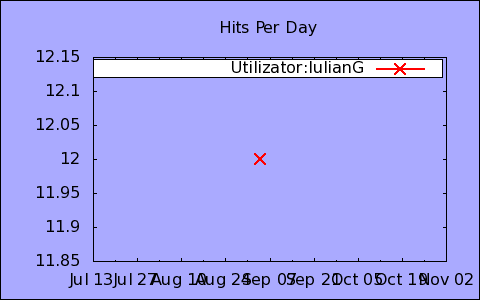 Hits Per Day
Utilizator:IulianG
12.15
12.1
12.05
12
11.95
11.9
11.85
Jul 13 Jul 27 Aug 10 Aug 24 Sep 07 Sep 21 Oct 05 Oct 19 Nov 02